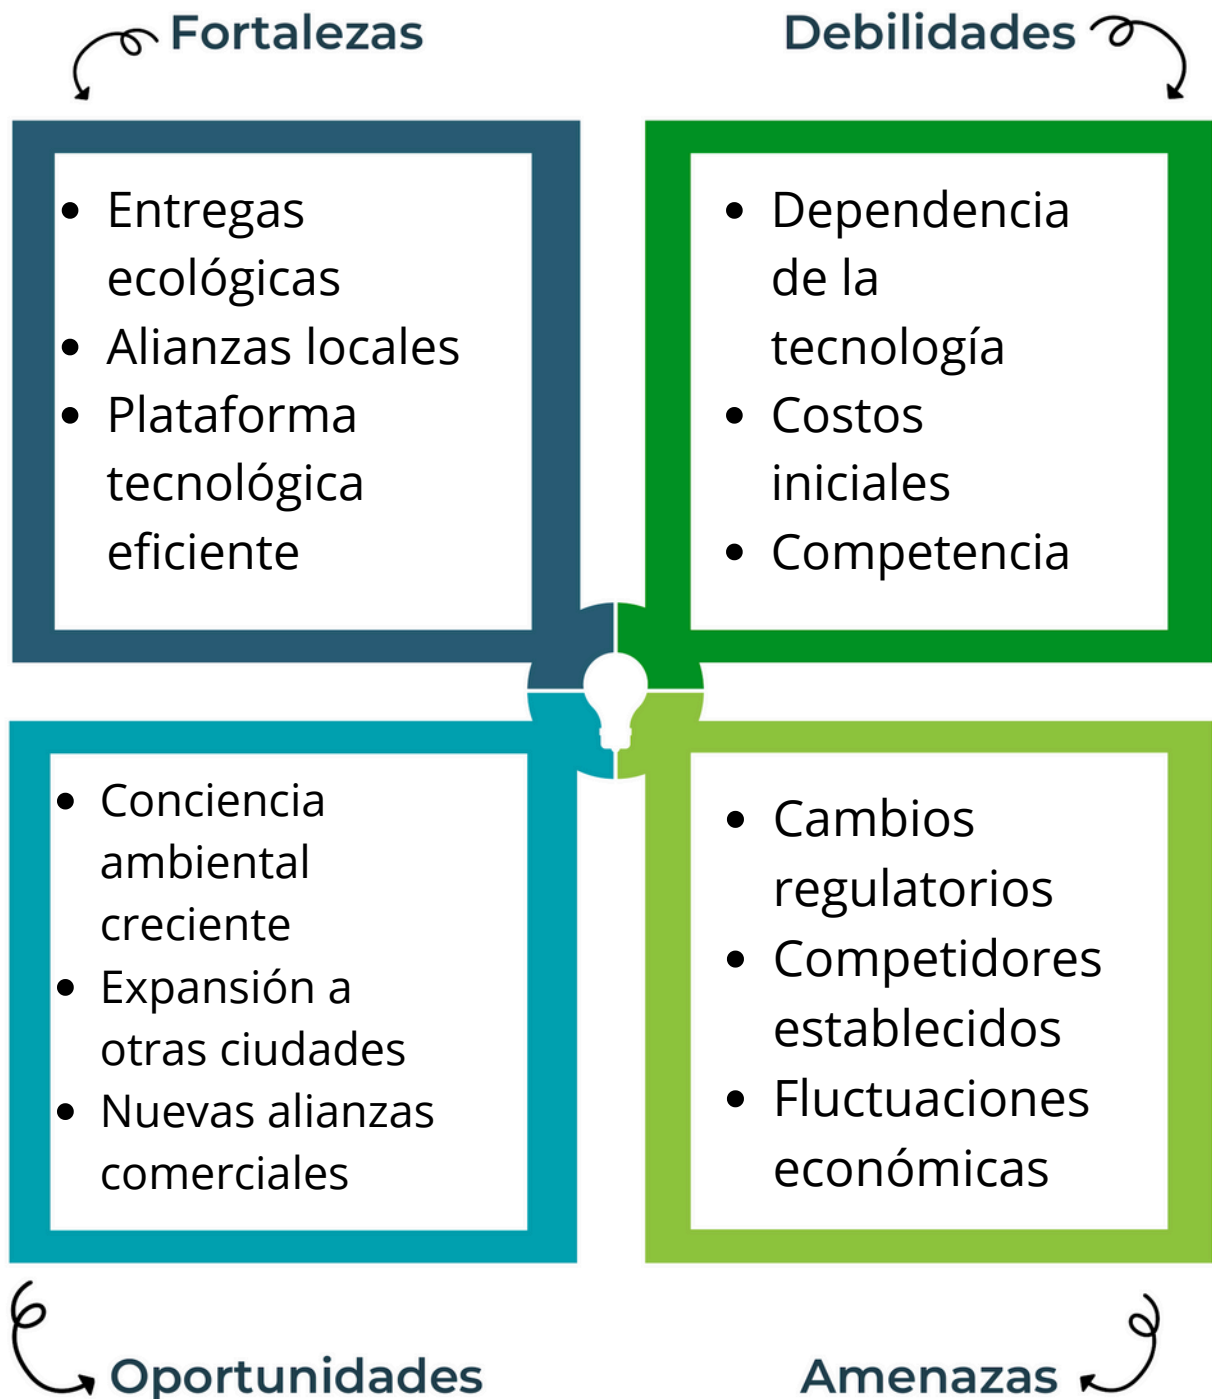 Fortalezas
• Entregas
ecológicas
• Alianzas locales
• Plataforma
tecnológica
eficiente
Debilidades
• Dependencia
de la
tecnología
• Costos
iniciales
• Competencia
• Conciencia
ambiental
creciente
• Expansión a
otras ciudades
• Nuevas alianzas
comerciales
Oportunidades
• Cambios
regulatorios
• Competidores
establecidos
• Fluctuaciones
económicas
Amenazas